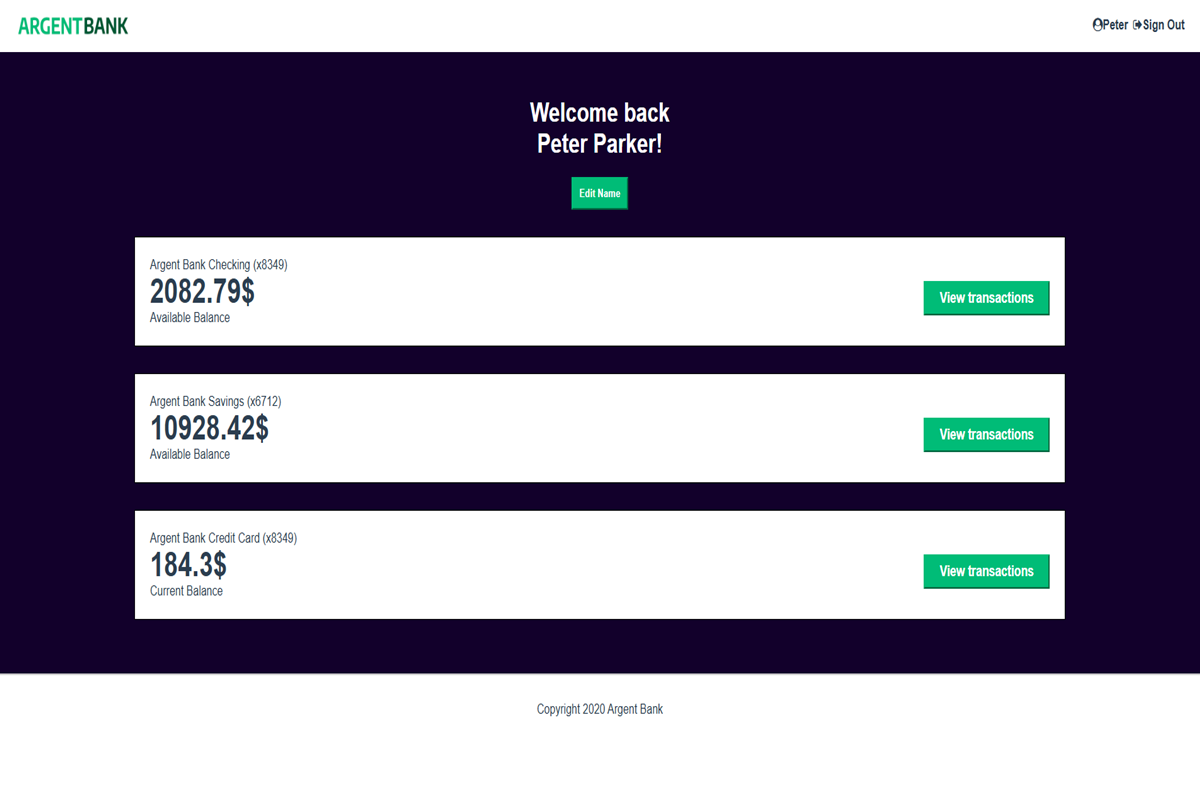 ARGENTBANK
Peter Sign Out
Welcome back
Peter Parker!
Edit Name
Argent Bank Checking (x8349)
2082.79$
Available Balance
View transactions
Argent Bank Savings (x6712)
10928.42$
Available Balance
View transactions
Argent Bank Credit Card (x8349)
184.3$
Current Balance
View transactions
Copyright 2020 Argent Bank